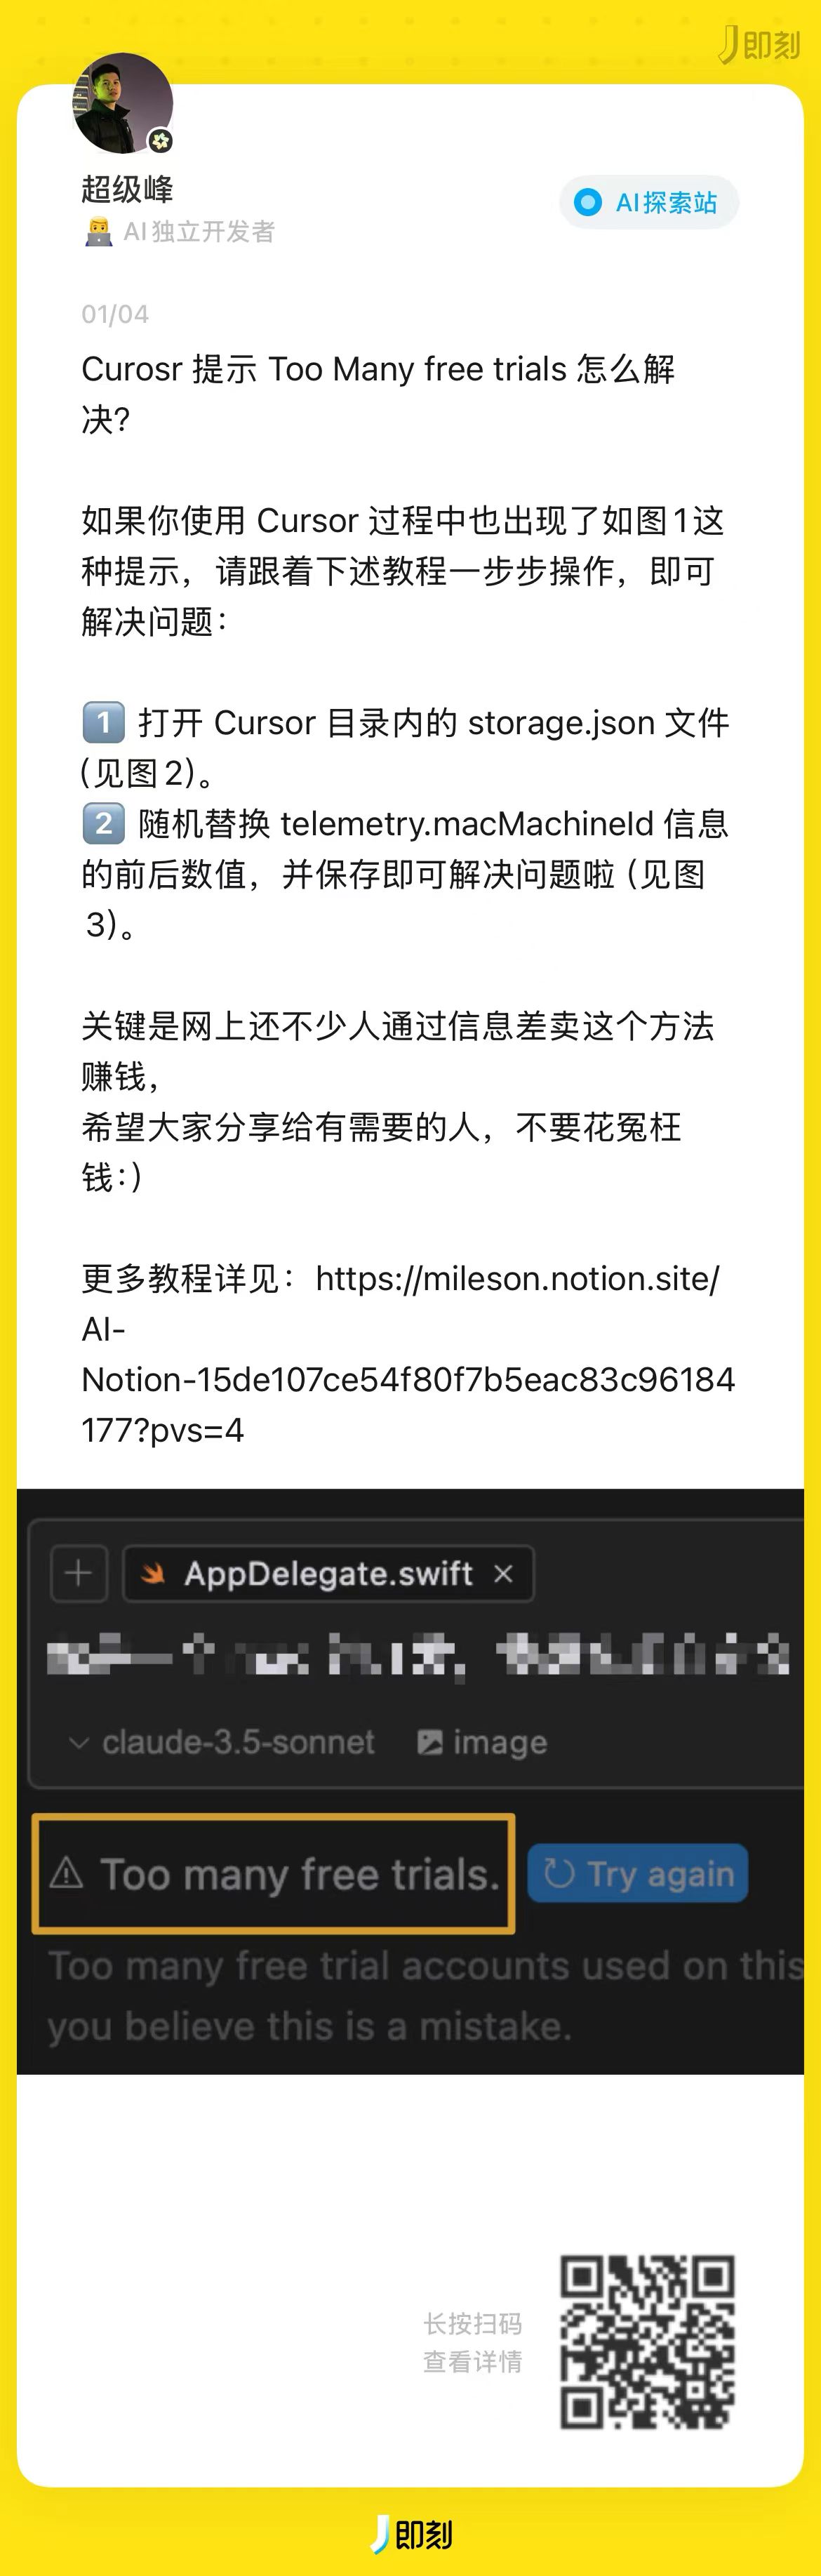 即刻
超级峰
AI独立开发者
AI探索站
01/04
Curosr 提示 Too Many free trials 怎么解
决?
如果你使用 Cursor 过程中也出现了如图1这
种提示，请跟着下述教程一步步操作，即可
解决问题：
1 打开 Cursor 目录内的 storage.json 文件
(见图2)。
2 随机替换 telemetry.macMachineId 信息
的前后数值，并保存即可解决问题啦 (见图
3)。
关键是网上还不少人通过信息差卖这个方法
赚钱，
希望大家分享给有需要的人，不要花冤枉
钱:)
更多教程详见：https://mileson.notion.site/
AI-
Notion-15de107ce54f80f7b5eac83c96184
177?pvs=4
AppDelegate.swift
claude-3.5-sonnet image
Too many free trials. Try again
Too many free trial accounts used on this
you believe this is a mistake.
长按扫码
查看详情
即刻